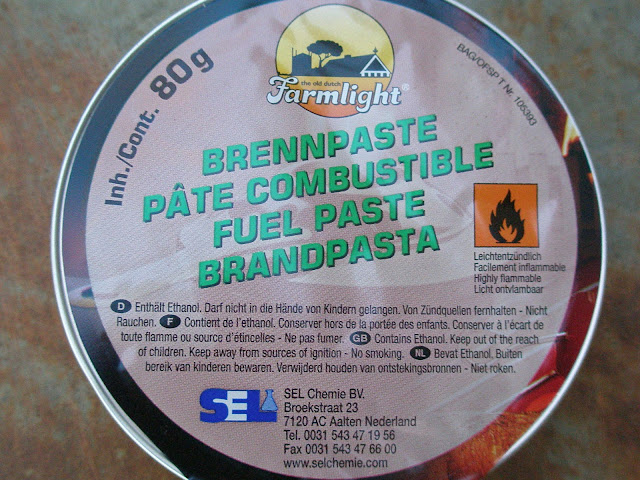 the old dutch
Farmlight®
Inh./Cont. 80g
BAG/OFSP T Nr. 105393
BRENNPASTE
PÂTE COMBUSTIBLE
FUEL PASTE
BRANDPASTA
Leichtentzündlich
Facilement inflammable
Highly flammable
Licht ontvlambaar
D Enthält Ethanol. Darf nicht in die Hände von Kindern gelangen. Von Zündquellen fernhalten - Nicht
Rauchen. F Contient de l'ethanol. Conserver hors de la portée des enfants. Conserver à l'écart de
toute flamme ou source d'étincelles - Ne pas fumer. GB Contains Ethanol. Keep out of the reach
of children. Keep away from sources of ignition - No smoking. NL Bevat Ethanol. Buiten
bereik van kinderen bewaren. Verwijderd houden van ontstekingsbronnen - Niet roken.
SEL
SEL Chemie BV.
Broekstraat 23
7120 AC Aalten Nederland
Tel. 0031 543 47 19 56
Fax 0031 543 47 66 00
www.selchemie.com